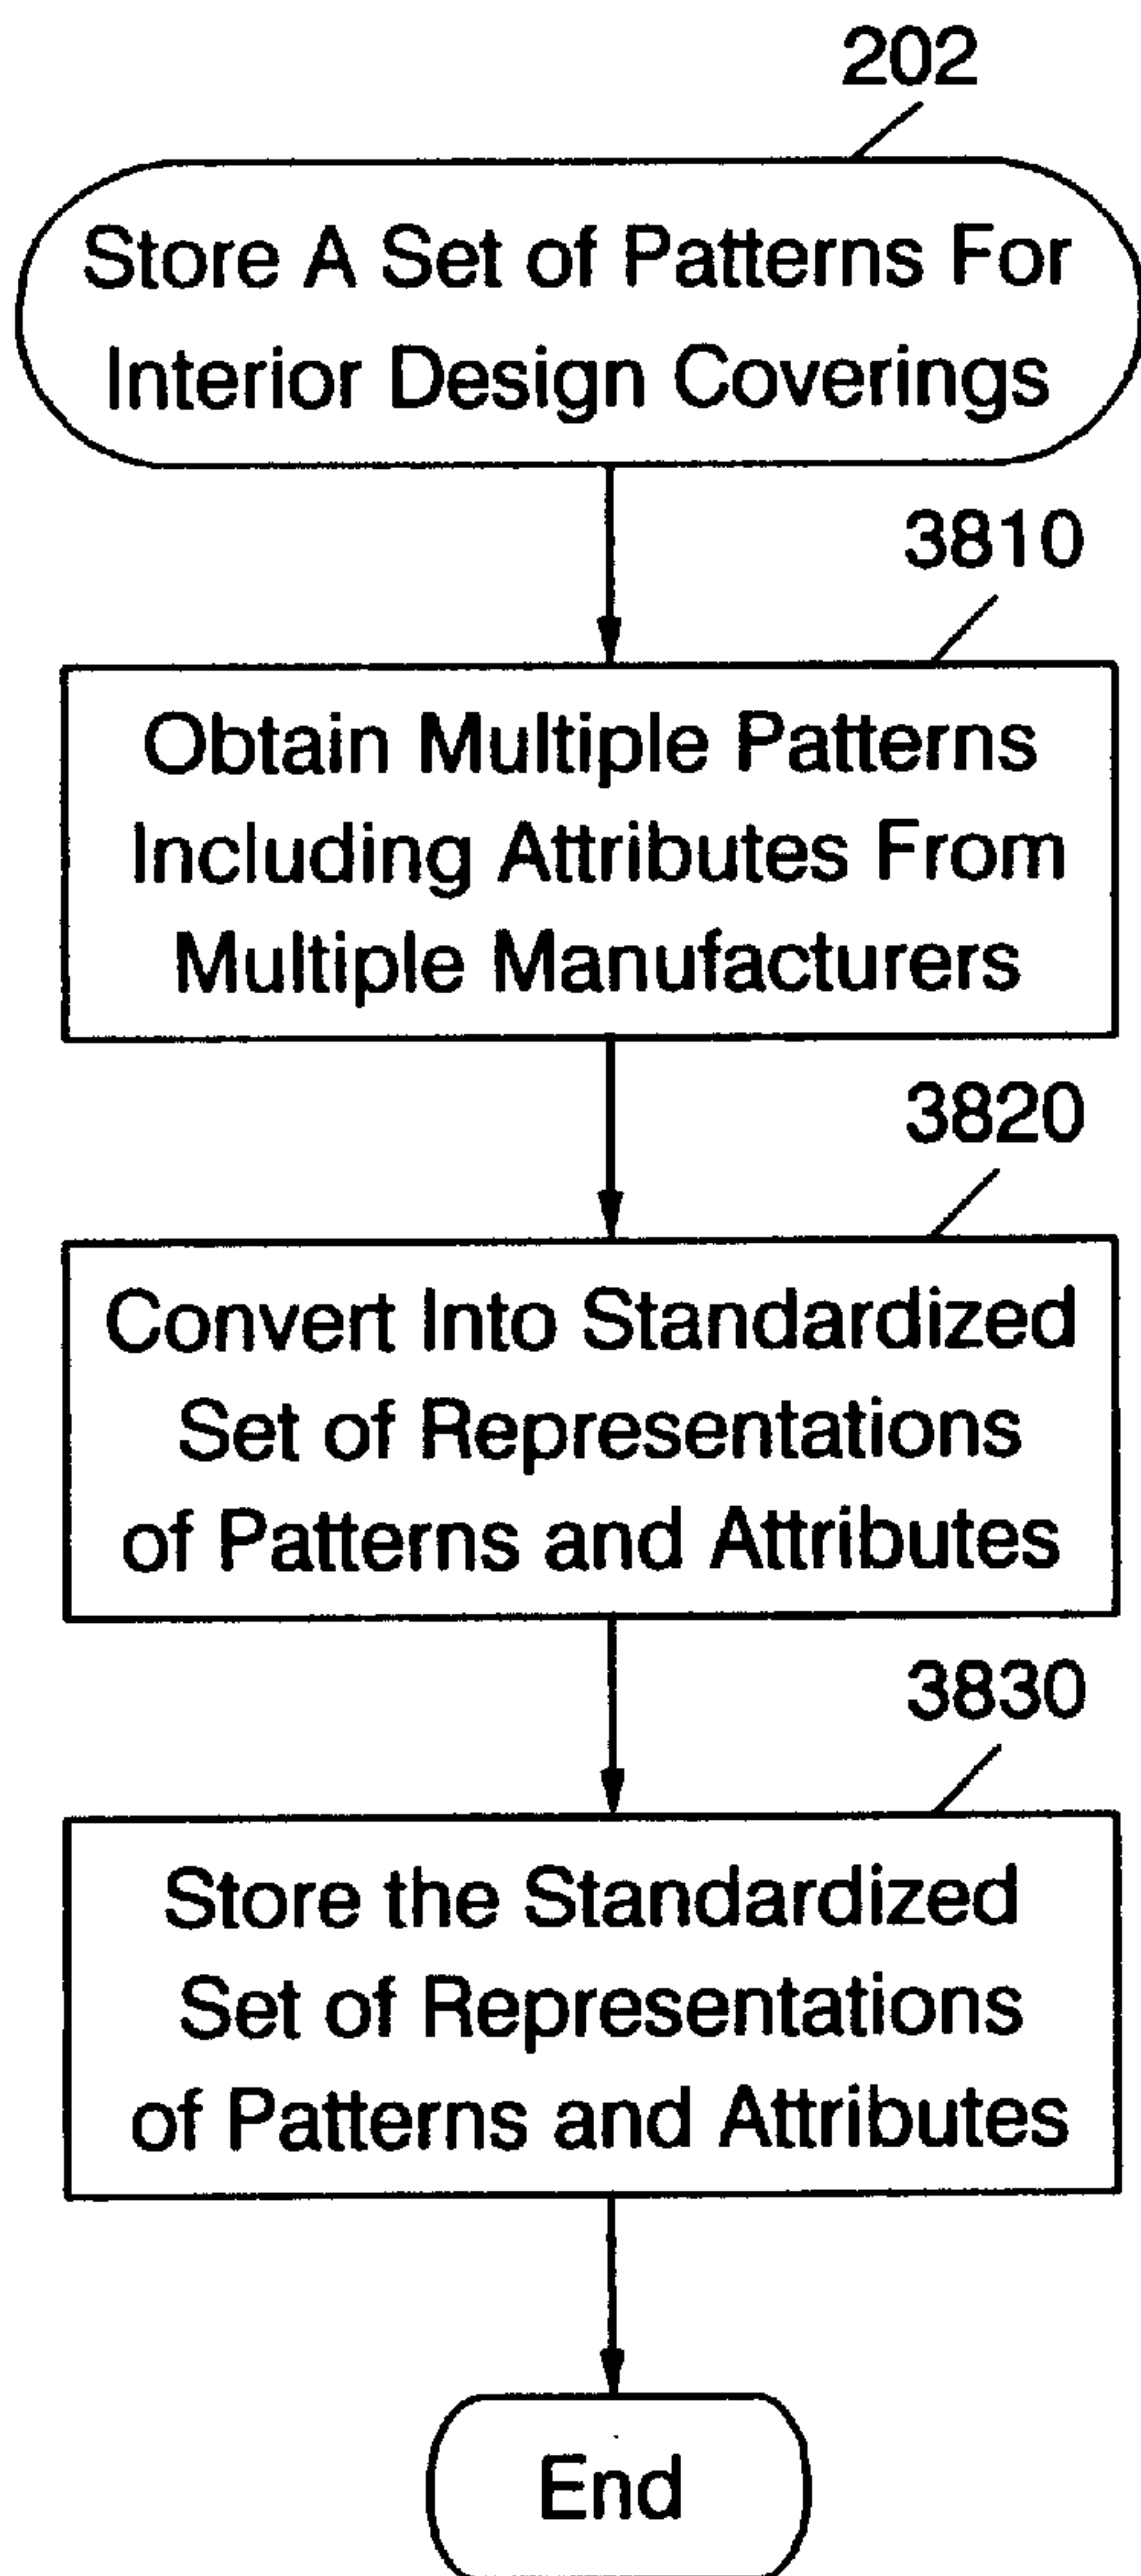 202
Store A Set of Patterns For
Interior Design Coverings
3810
Obtain Multiple Patterns
Including Attributes From
Multiple Manufacturers
3820
Convert Into Standardized
Set of Representations
of Patterns and Attributes
3830
Store the Standardized
Set of Representations
of Patterns and Attributes
End